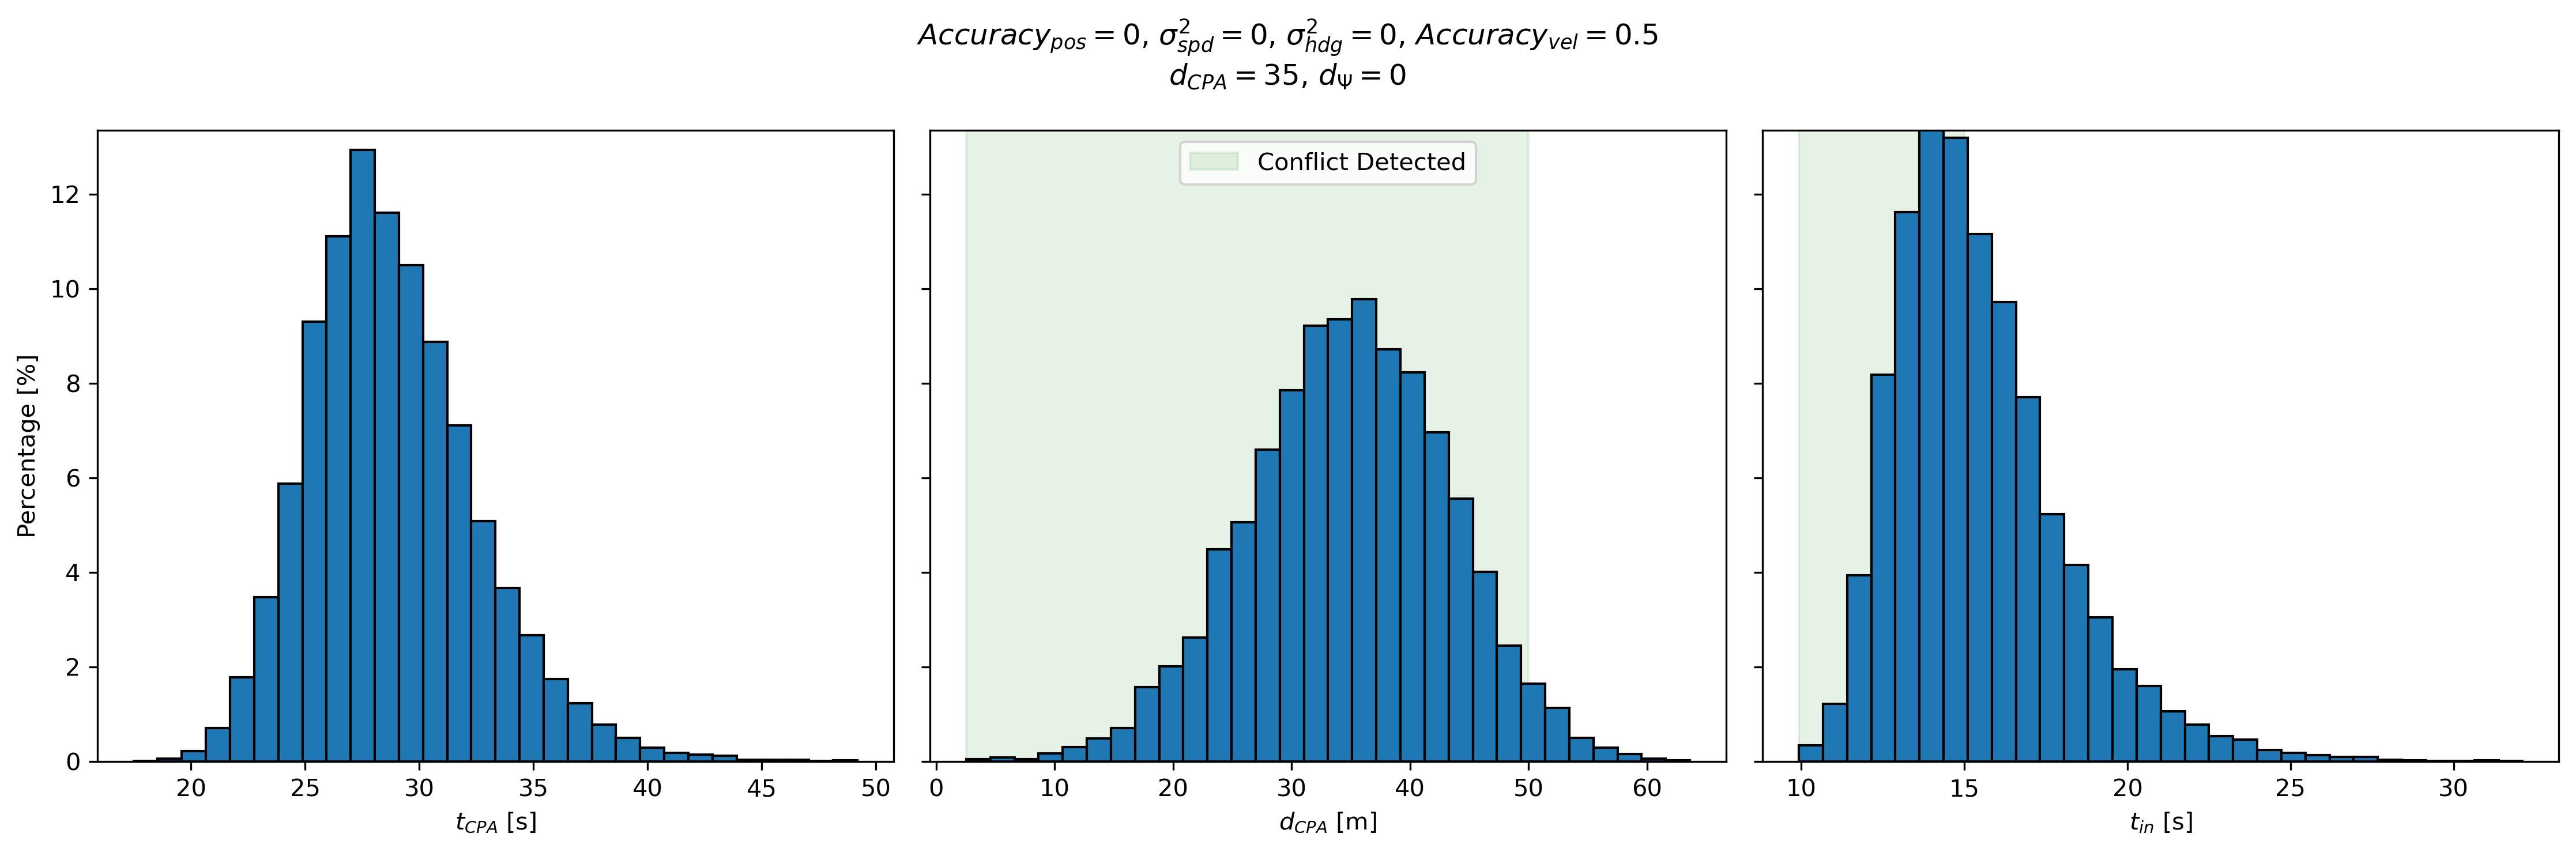 Accuracy_pos = 0, σ²_spd = 0, σ²_hdg = 0, Accuracy_vel = 0.5
d_CPA = 35, d_ψ = 0
Percentage [%]
12
10
8
6
4
2
0
20 25 30 35 40 45 50
t_CPA [s]
Conflict Detected
0 10 20 30 40 50 60
d_CPA [m]
10 15 20 25 30
t_in [s]